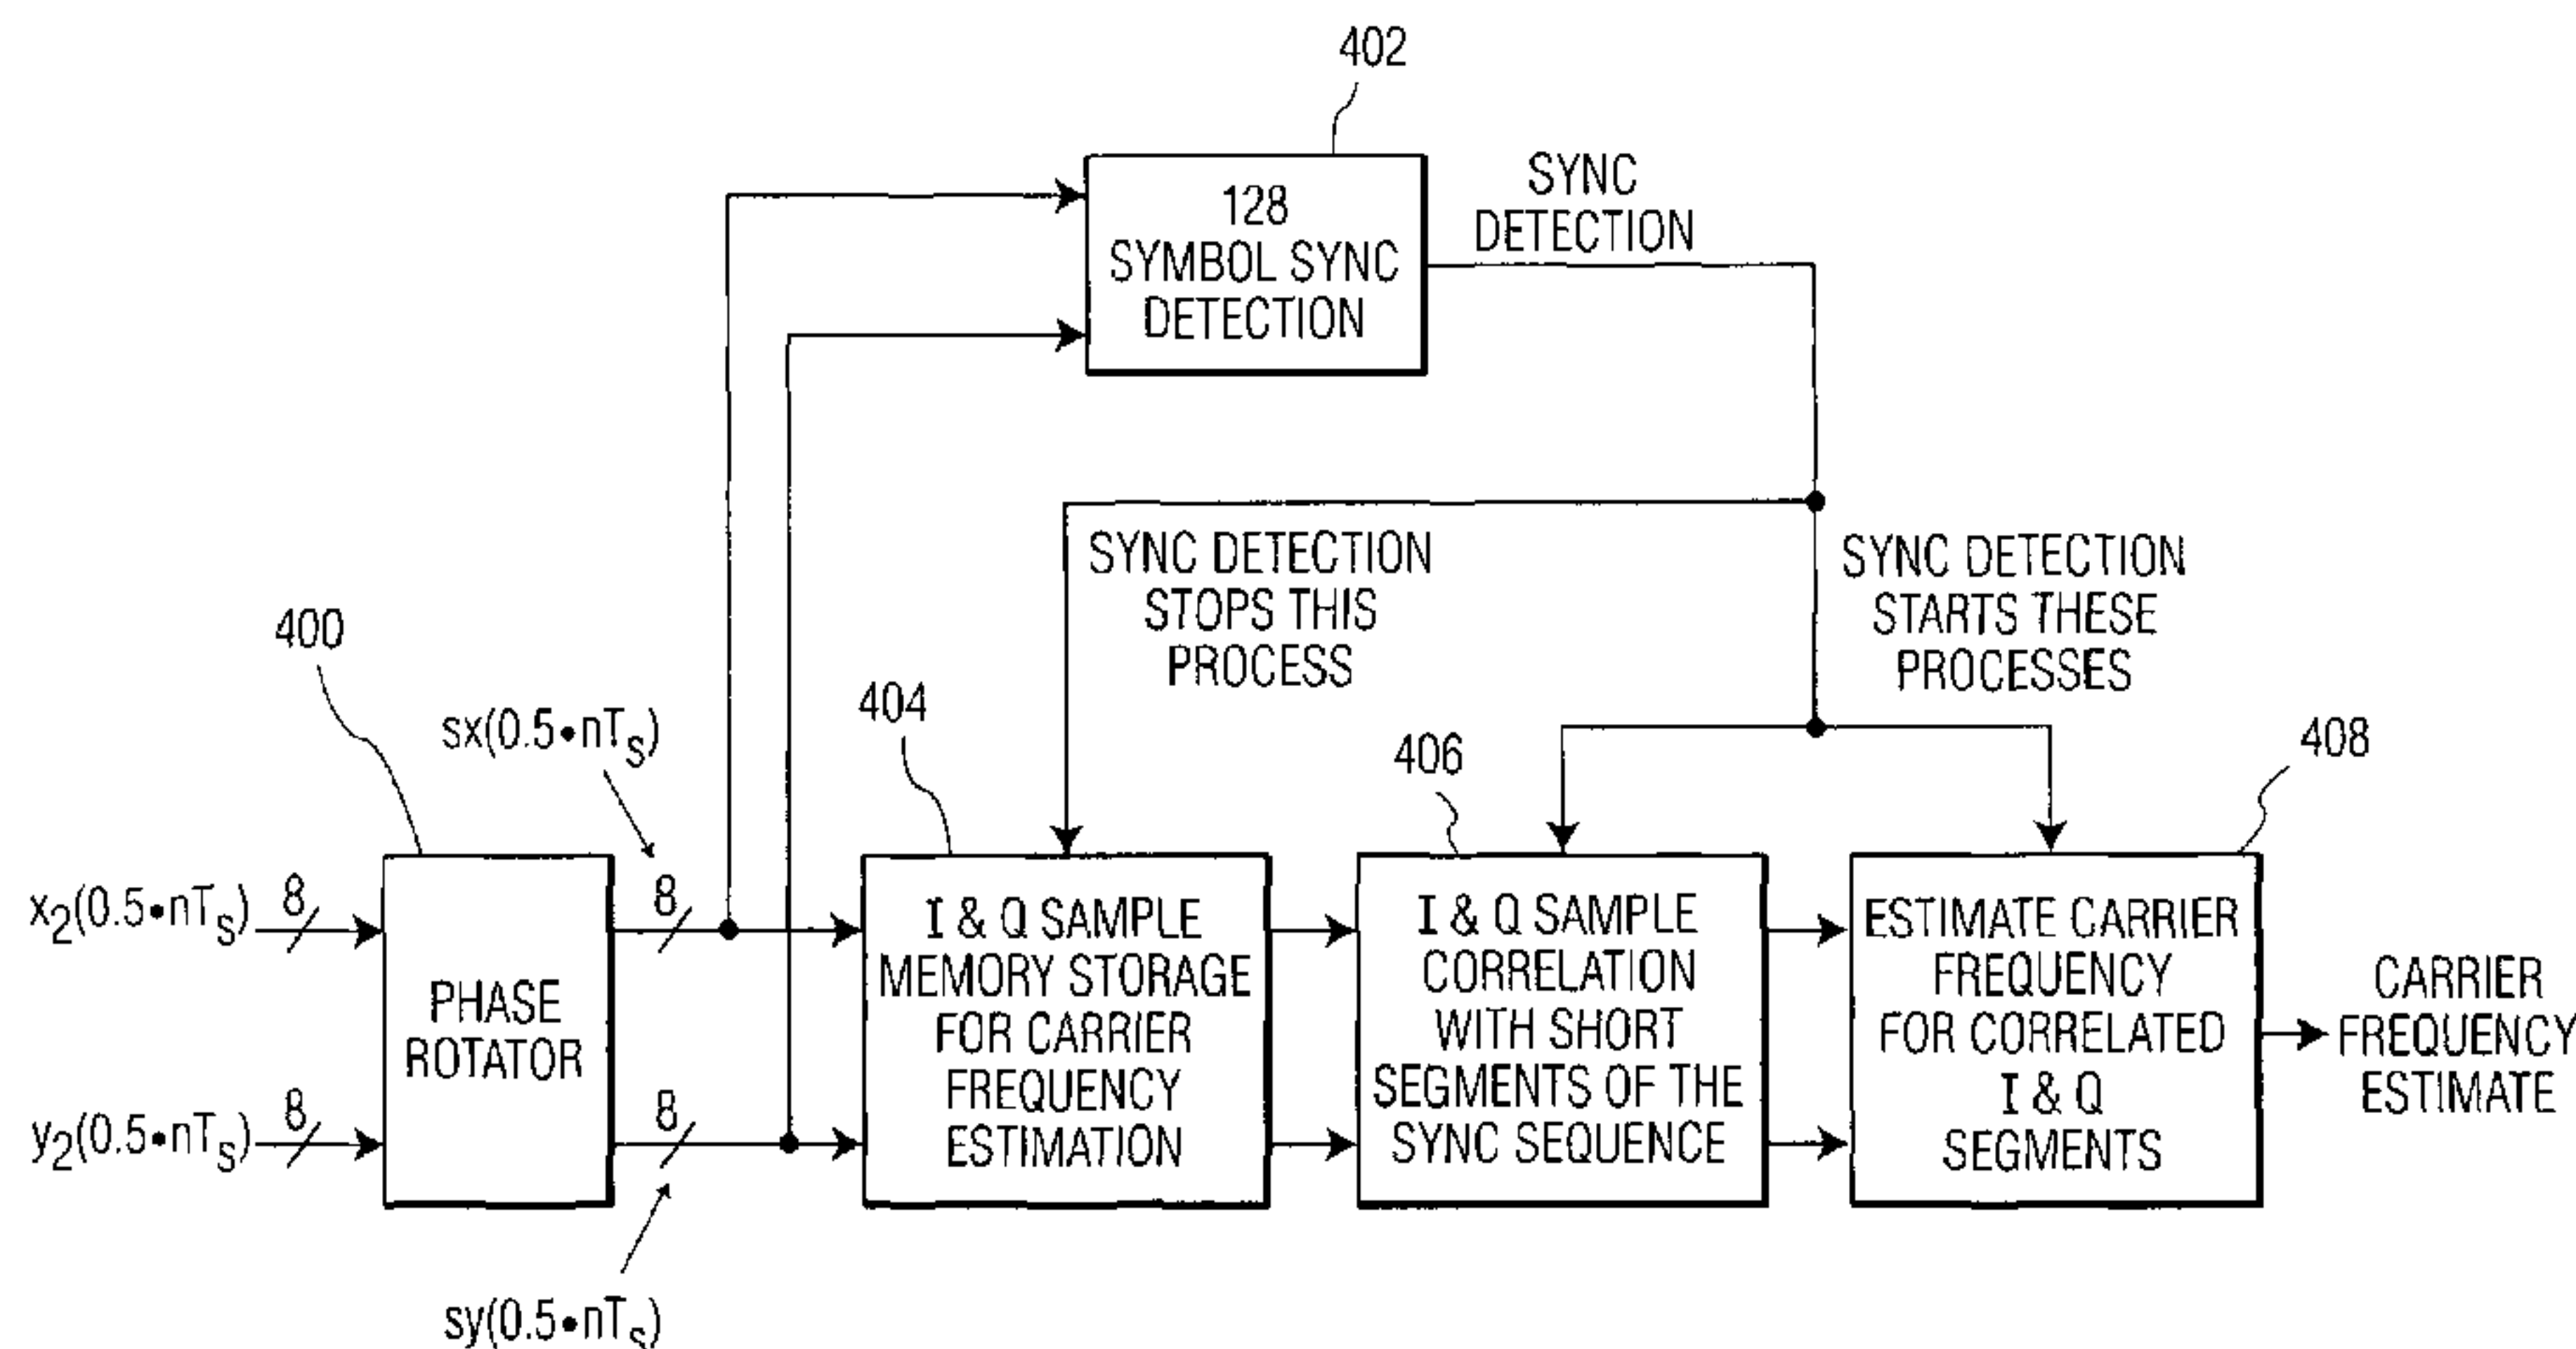 402
128
SYMBOL SYNC
DETECTION
SYNC
DETECTION
SYNC DETECTION
STOPS THIS
PROCESS
SYNC DETECTION
STARTS THESE
PROCESSES
400
sx(0.5•nTs)
404
406
408
x2(0.5•nTs)
8
y2(0.5•nTs)
8
PHASE
ROTATOR
8
8
sy(0.5•nTs)
I & Q SAMPLE
MEMORY STORAGE
FOR CARRIER
FREQUENCY
ESTIMATION
I & Q SAMPLE
CORRELATION
WITH SHORT
SEGMENTS OF THE
SYNC SEQUENCE
ESTIMATE CARRIER
FREQUENCY
FOR CORRELATED
I & Q
SEGMENTS
CARRIER
FREQUENCY
ESTIMATE